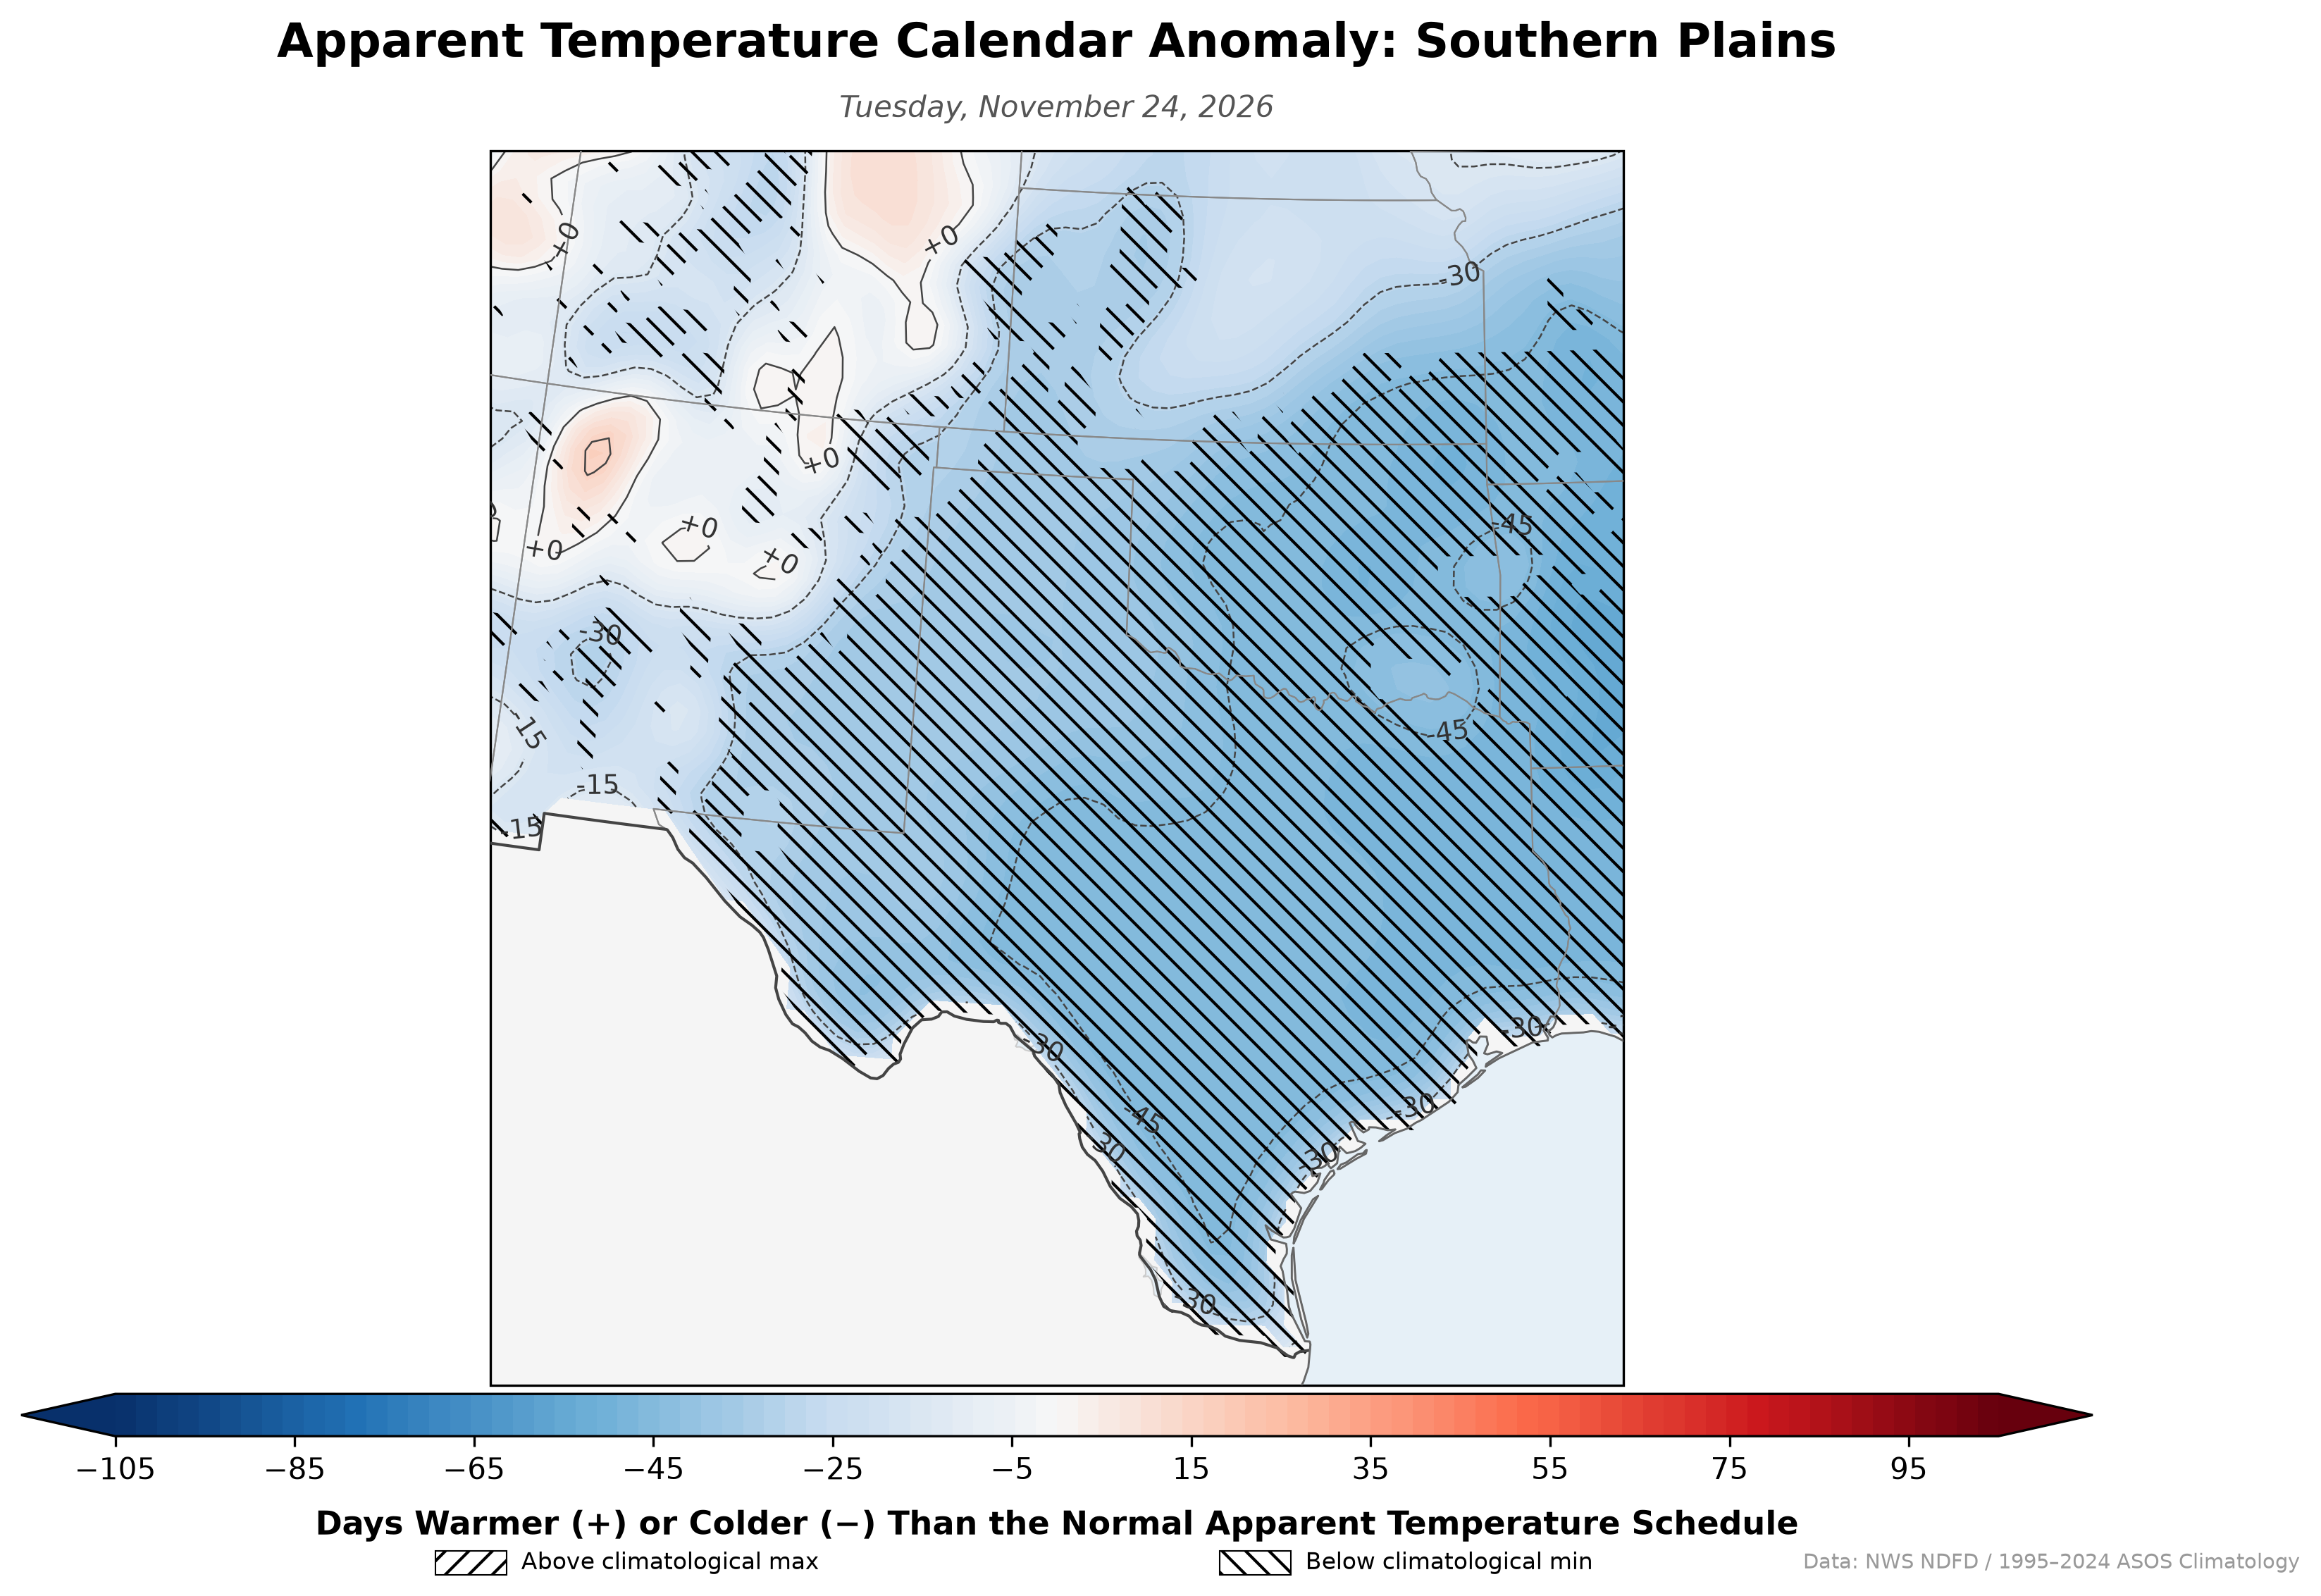 Apparent Temperature Calendar Anomaly: Southern Plains
Tuesday, November 24, 2026
+0
+0
-30
+0
+0
+0
-45
+0
-30
-15
-45
-15
-15
-30
-30
-30
-45
-30
-30
-30
−105 −85 −65 −45 −25 −5 15 35 55 75 95
Days Warmer (+) or Colder (−) Than the Normal Apparent Temperature Schedule
Above climatological max
Below climatological min
Data: NWS NDFD / 1995–2024 ASOS Climatology